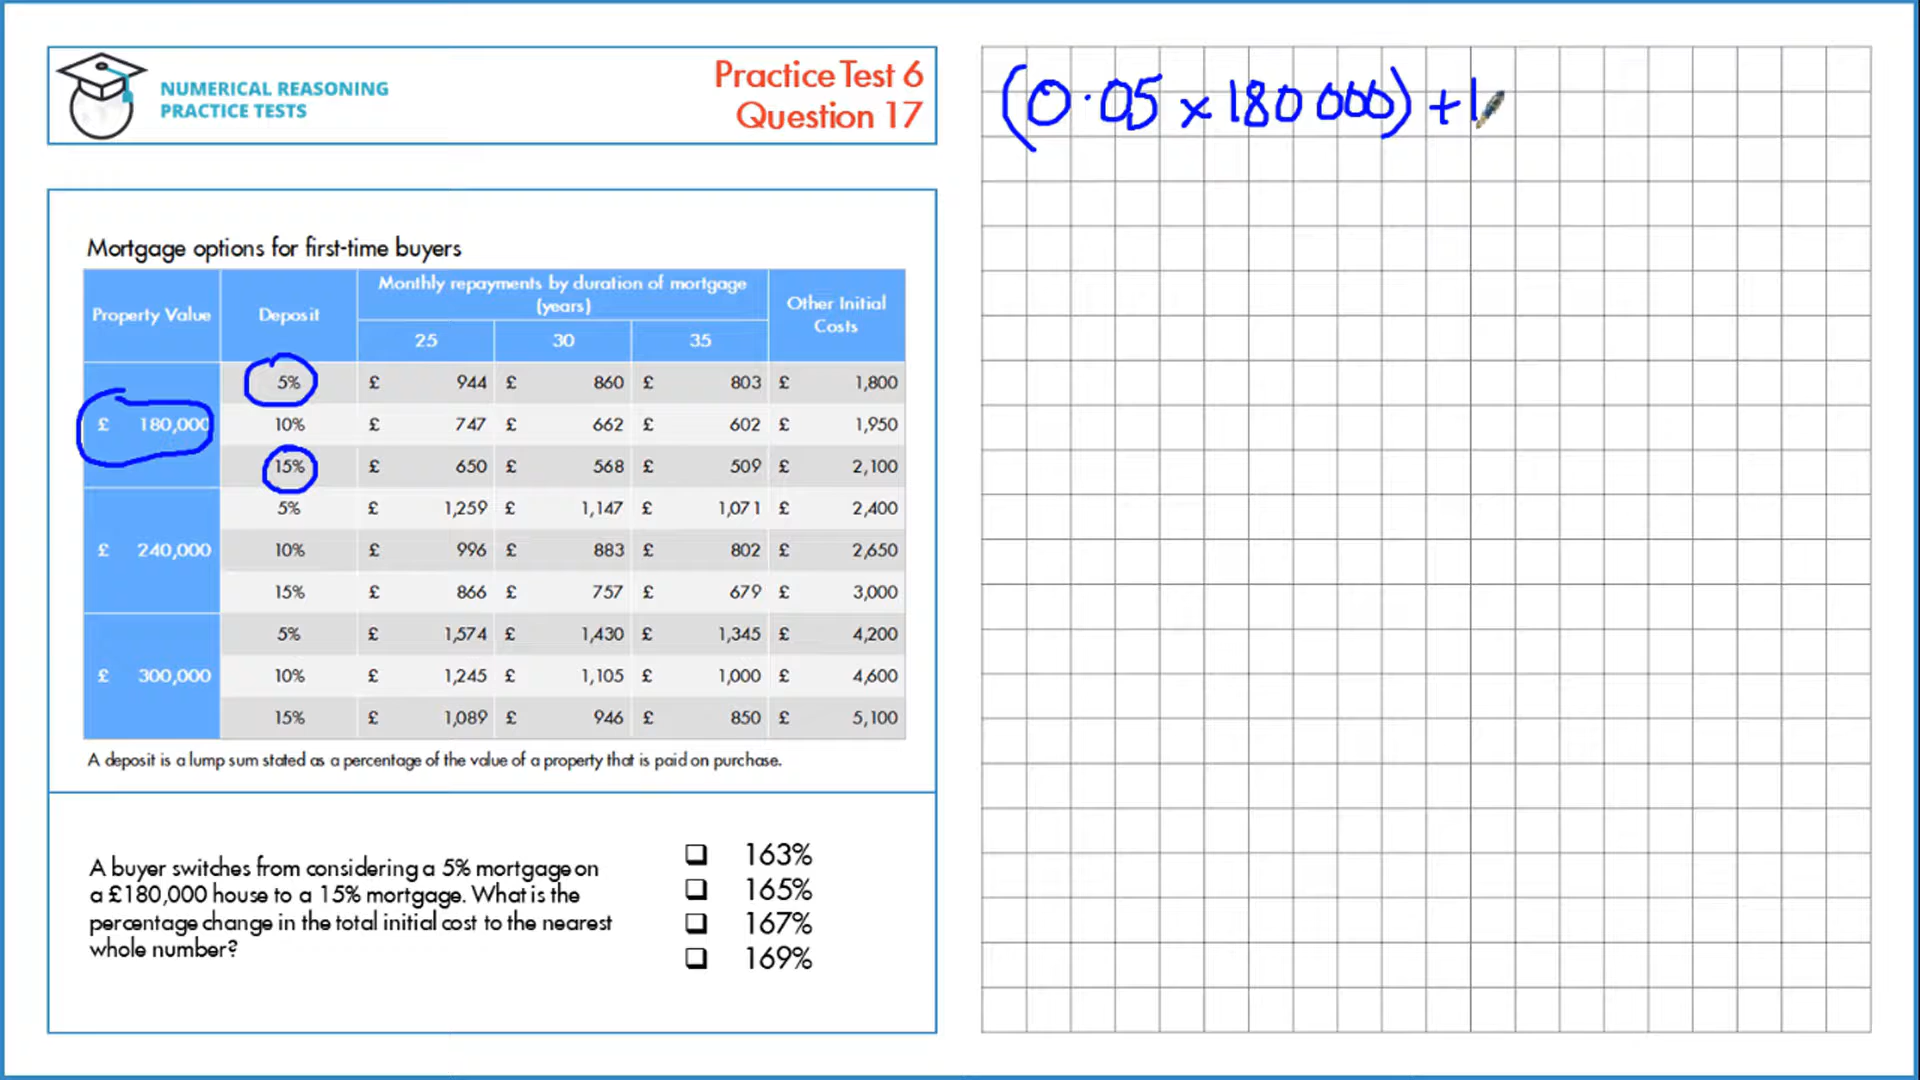 NUMERICAL REASONING
PRACTICE TESTS
Practice Test 6
Question 17
(0.05 × 180 000) + 1
Mortgage options for first-time buyers
Property Value Deposit Monthly repayments by duration of mortgage (years) Other Initial Costs
25 30 35
5% £ 944 £ 860 £ 803 £ 1,800
£ 180,000 10% £ 747 £ 662 £ 602 £ 1,950
15% £ 650 £ 568 £ 509 £ 2,100
5% £ 1,259 £ 1,147 £ 1,071 £ 2,400
£ 240,000 10% £ 996 £ 883 £ 802 £ 2,650
15% £ 866 £ 757 £ 679 £ 3,000
5% £ 1,574 £ 1,430 £ 1,345 £ 4,200
£ 300,000 10% £ 1,245 £ 1,105 £ 1,000 £ 4,600
15% £ 1,089 £ 946 £ 850 £ 5,100
A deposit is a lump sum stated as a percentage of the value of a property that is paid on purchase.
A buyer switches from considering a 5% mortgage on
a £180,000 house to a 15% mortgage. What is the
percentage change in the total initial cost to the nearest
whole number?
163%
165%
167%
169%